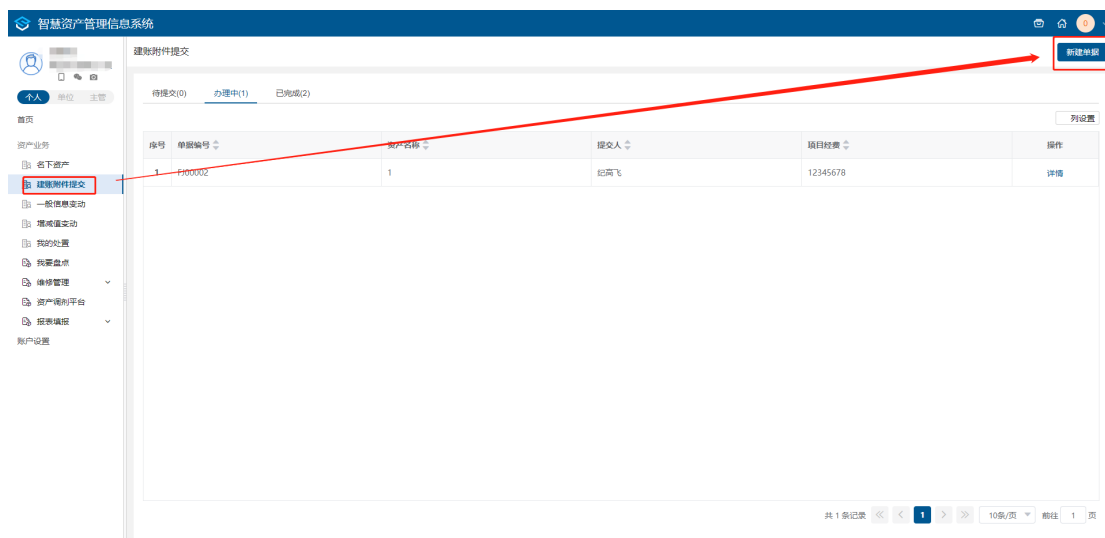 智慧资产管理信息系统
0
建账附件提交
新建单据
个人 单位 主管
首页
资产业务
名下资产
建账附件提交
一般信息变动
增减值变动
我的处置
我要盘点
维修管理
资产调剂平台
报表填报
账户设置
待提交(0) 办理中(1) 已完成(2)
列设置
序号 单据编号 资产名称 提交人 项目经费 操作
1 FJ00002 1 纪高飞 12345678 详情
共 1 条记录 1 10条/页 前往 1 页